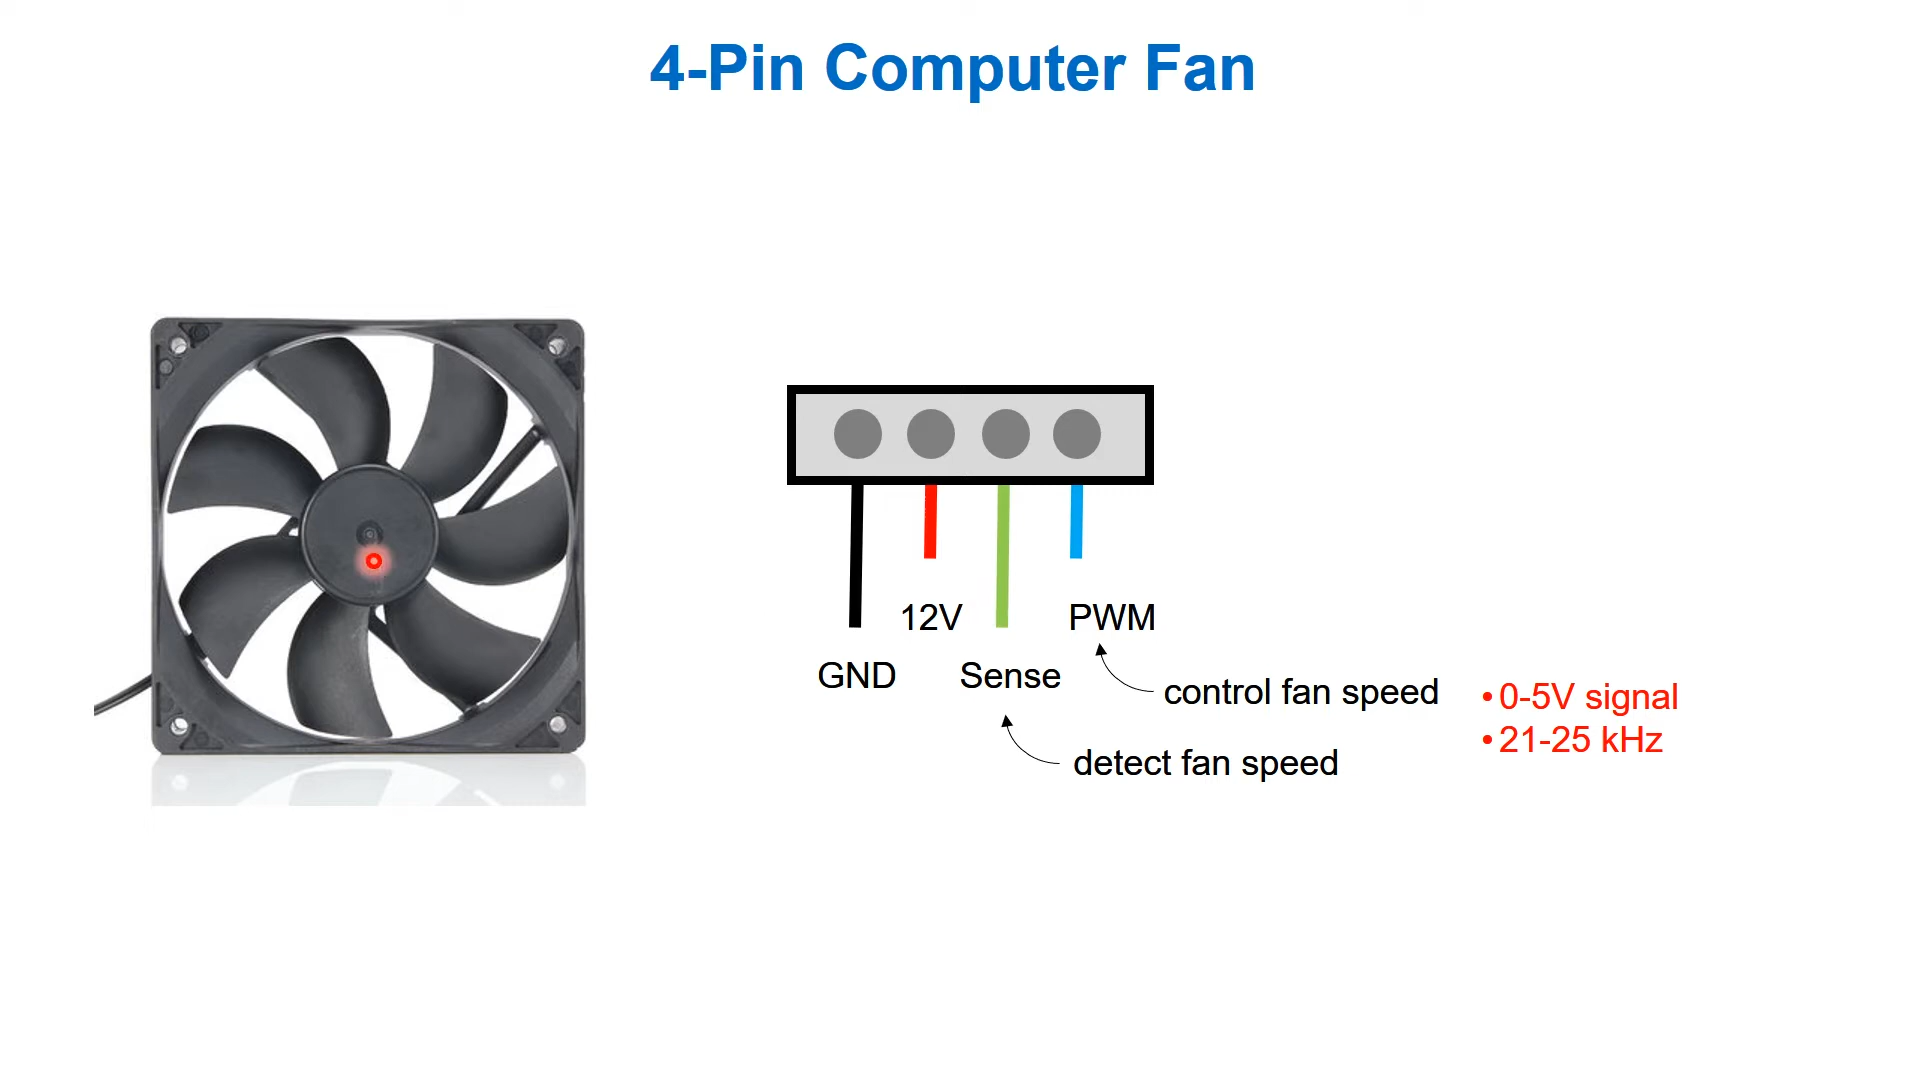 4-Pin Computer Fan
12V
PWM
GND
Sense
control fan speed
• 0-5V signal
• 21-25 kHz
detect fan speed